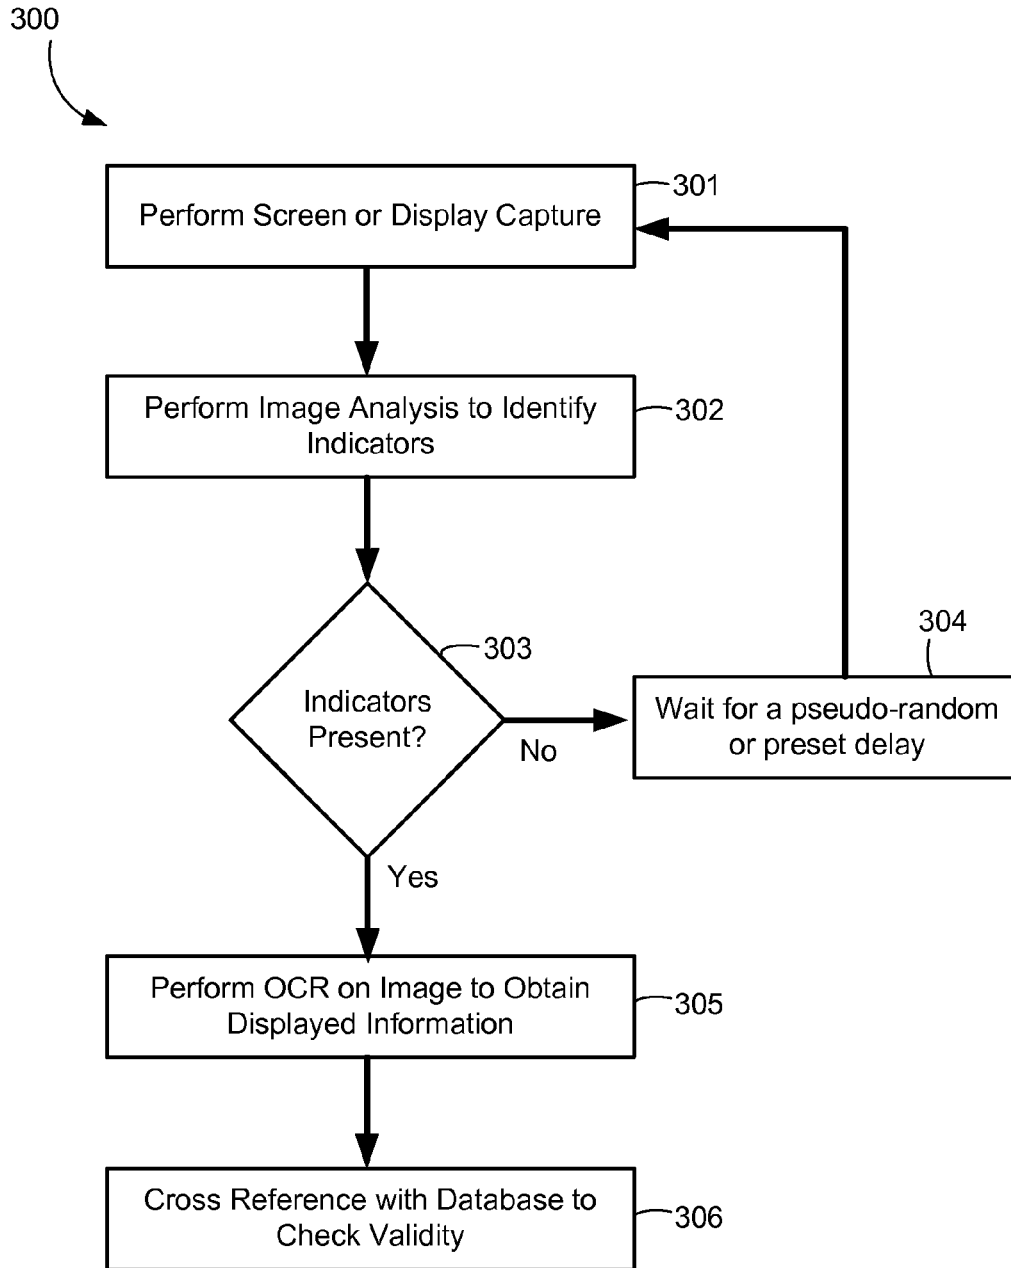 300
Perform Screen or Display Capture
301
Perform Image Analysis to Identify
Indicators
302
303
Indicators
Present?
No
304
Wait for a pseudo-random
or preset delay
Yes
Perform OCR on Image to Obtain
Displayed Information
305
Cross Reference with Database to
Check Validity
306